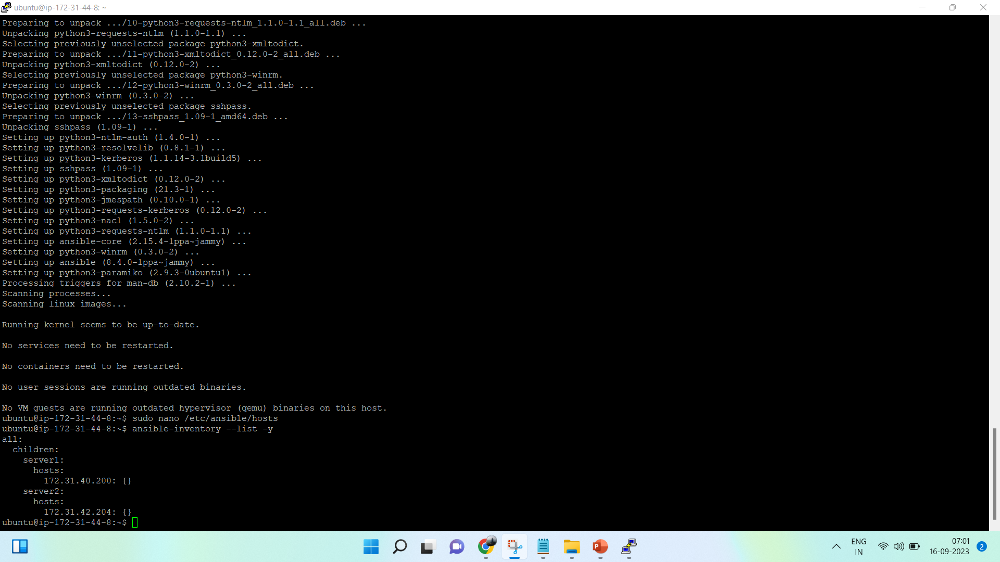 ubuntu@ip-172-31-44-8: ~
Preparing to unpack .../10-python3-requests-ntlm_1.1.0-1.1_all.deb ...
Unpacking python3-requests-ntlm (1.1.0-1.1) ...
Selecting previously unselected package python3-xmltodict.
Preparing to unpack .../11-python3-xmltodict_0.12.0-2_all.deb ...
Unpacking python3-xmltodict (0.12.0-2) ...
Selecting previously unselected package python3-winrm.
Preparing to unpack .../12-python3-winrm_0.3.0-2_all.deb ...
Unpacking python3-winrm (0.3.0-2) ...
Selecting previously unselected package sshpass.
Preparing to unpack .../13-sshpass_1.09-1_amd64.deb ...
Unpacking sshpass (1.09-1) ...
Setting up python3-ntlm-auth (1.4.0-1) ...
Setting up python3-resolvelib (0.8.1-1) ...
Setting up python3-kerberos (1.1.14-3.1build5) ...
Setting up sshpass (1.09-1) ...
Setting up python3-xmltodict (0.12.0-2) ...
Setting up python3-packaging (21.3-1) ...
Setting up python3-jmespath (0.10.0-1) ...
Setting up python3-requests-kerberos (0.12.0-2) ...
Setting up python3-nacl (1.5.0-2) ...
Setting up python3-requests-ntlm (1.1.0-1.1) ...
Setting up ansible-core (2.15.4-1ppa~jammy) ...
Setting up python3-winrm (0.3.0-2) ...
Setting up ansible (8.4.0-1ppa~jammy) ...
Setting up python3-paramiko (2.9.3-0ubuntu1) ...
Processing triggers for man-db (2.10.2-1) ...
Scanning processes...
Scanning linux images...
Running kernel seems to be up-to-date.
No services need to be restarted.
No containers need to be restarted.
No user sessions are running outdated binaries.
No VM guests are running outdated hypervisor (qemu) binaries on this host.
ubuntu@ip-172-31-44-8:~$ sudo nano /etc/ansible/hosts
ubuntu@ip-172-31-44-8:~$ ansible-inventory --list -y
all:
  children:
    server1:
      hosts:
        172.31.40.200: {}
    server2:
      hosts:
        172.31.42.204: {}
ubuntu@ip-172-31-44-8:~$
ENG
IN
07:01
16-09-2023
2